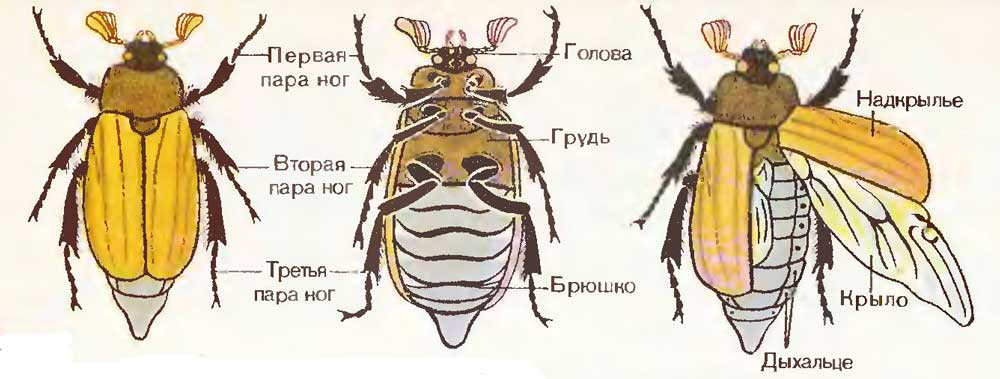 Первая
пара ног
Вторая
пара ног
Третья
пара ног
Голова
Грудь
Брюшко
Надкрылье
Крыло
Дыхальце